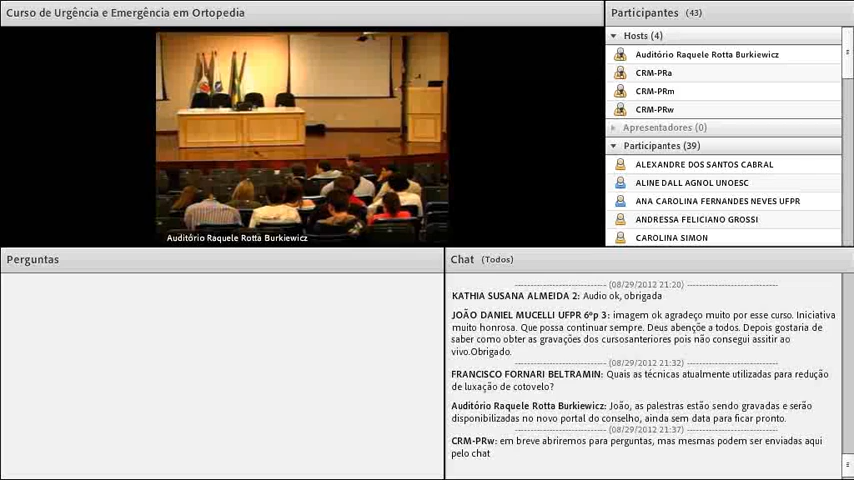 Curso de Urgência e Emergência em Ortopedia
Auditório Raquele Rotta Burkiewicz
Participantes (43)
Hosts (4)
Auditório Raquele Rotta Burkiewicz
CRM-PRa
CRM-PRm
CRM-PRw
Apresentadores (0)
Participantes (39)
ALEXANDRE DOS SANTOS CABRAL
ALINE DALL AGNOL UNOESC
ANA CAROLINA FERNANDES NEVES UFPR
ANDRESSA FELICIANO GROSSI
CAROLINA SIMON
Perguntas
Chat (Todos)
(08/29/2012 21:20)
KATHIA SUSANA ALMEIDA 2: Audio ok, obrigada
JOÃO DANIEL MUCELLI UFPR 6ºp 3: imagem ok agradeço muito por esse curso. Iniciativa
muito honrosa. Que possa continuar sempre. Deus abençõe a todos. Depois gostaria de
saber como obter as gravações dos cursosanteriores pois não consegui assitir ao
vivo.Obrigado.
(08/29/2012 21:32)
FRANCISCO FORNARI BELTRAMIN: Quais as técnicas atualmente utilizadas para redução
de luxação de cotovelo?
Auditório Raquele Rotta Burkiewicz: João, as palestras estão sendo gravadas e serão
disponibilizadas no novo portal do conselho, ainda sem data para ficar pronto.
(08/29/2012 21:37)
CRM-PRw: em breve abriremos para perguntas, mas mesmas podem ser enviadas aqui
pelo chat